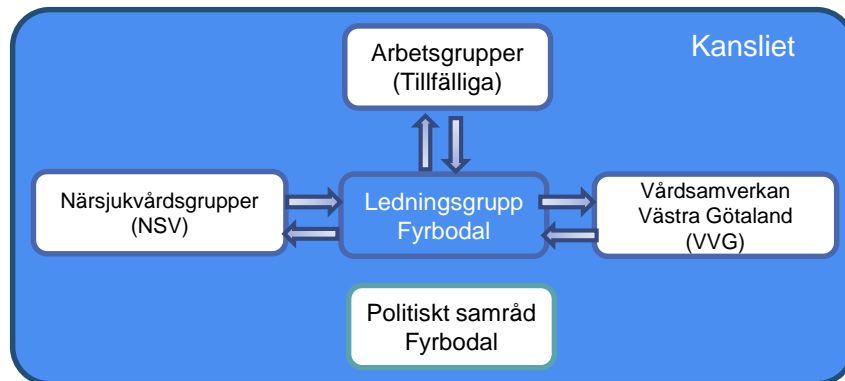 Kansliet
Arbetsgrupper
(Tillfälliga)
Närsjukvårdsgrupper
(NSV)
Ledningsgrupp
Fyrbodal
Vårdsamverkan
Västra Götaland
(VVG)
Politiskt samråd
Fyrbodal